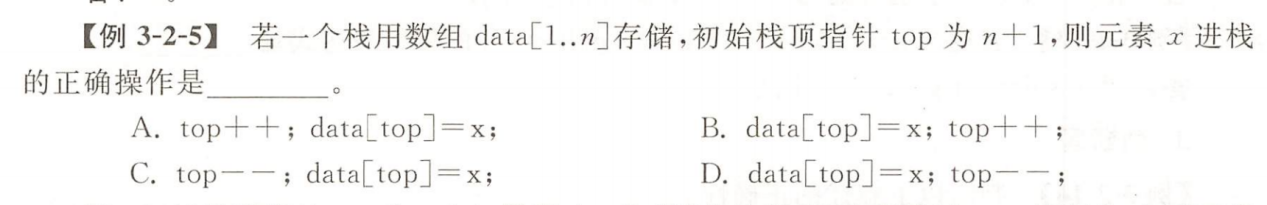 【例 3-2-5】 若一个栈用数组 data[1..n]存储,初始栈顶指针 top 为 n+1,则元素 x 进栈
的正确操作是________。
A. top++; data[top]=x; B. data[top]=x; top++;
C. top--; data[top]=x; D. data[top]=x; top--;